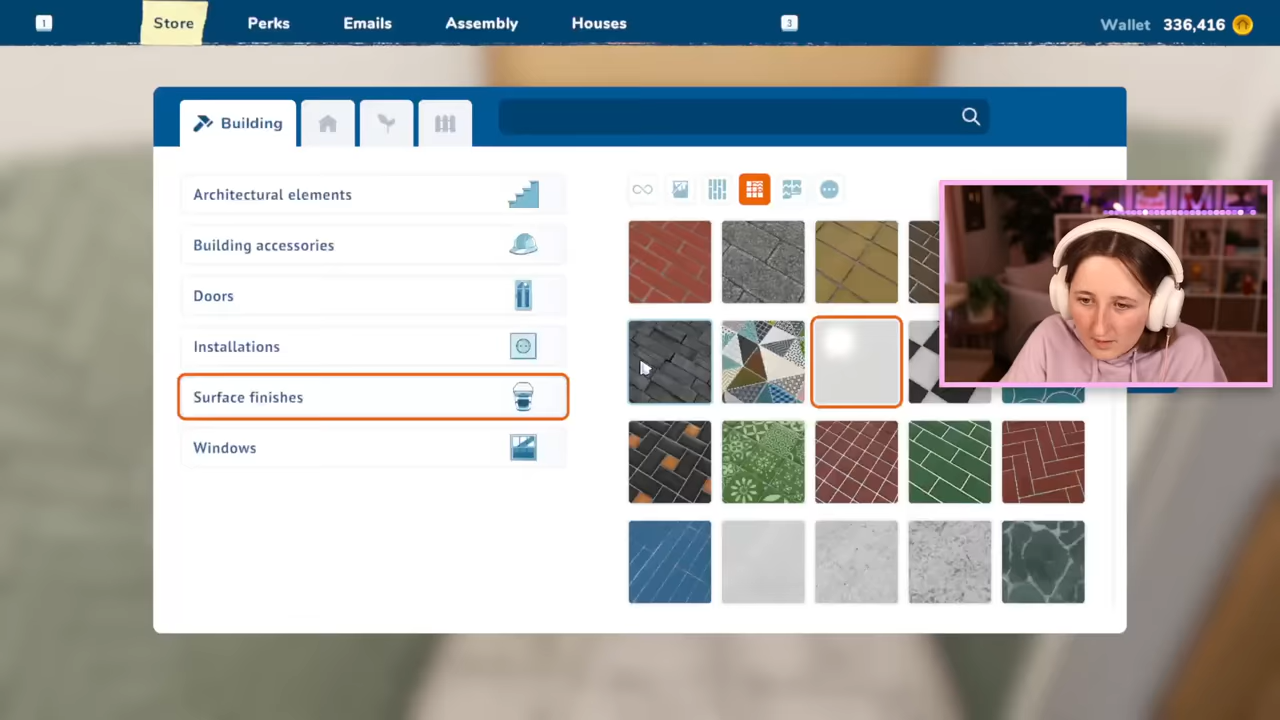 1 Store Perks Emails Assembly Houses 3 Wallet 336,416
Building
Architectural elements
Building accessories
Doors
Installations
Surface finishes
Windows